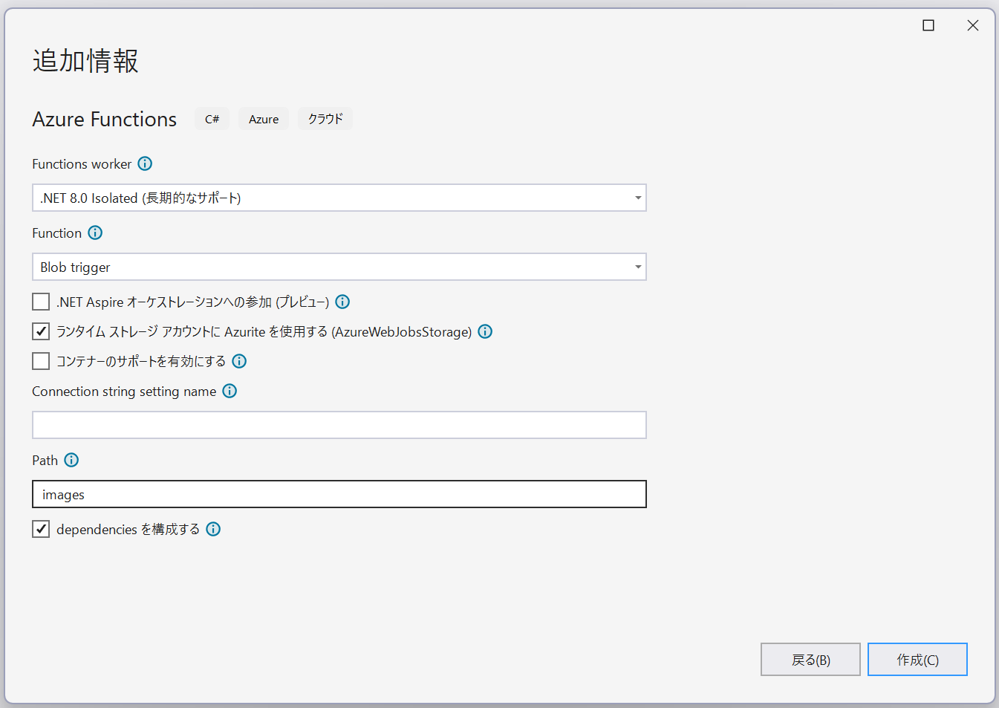 追加情報
Azure Functions C# Azure クラウド
Functions worker
.NET 8.0 Isolated (長期的なサポート)
Function
Blob trigger
.NET Aspire オーケストレーションへの参加 (プレビュー)
ランタイム ストレージ アカウントに Azurite を使用する (AzureWebJobsStorage)
コンテナーのサポートを有効にする
Connection string setting name
Path
images
dependencies を構成する
戻る(B) 作成(C)